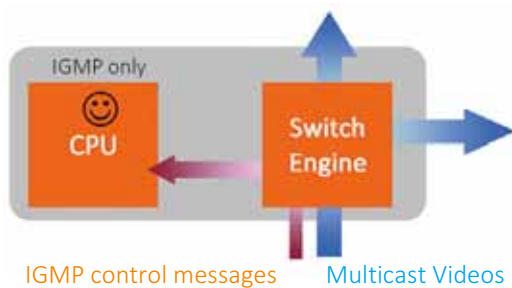 IGMP only
CPU
Switch
Engine
IGMP control messages
Multicast Videos